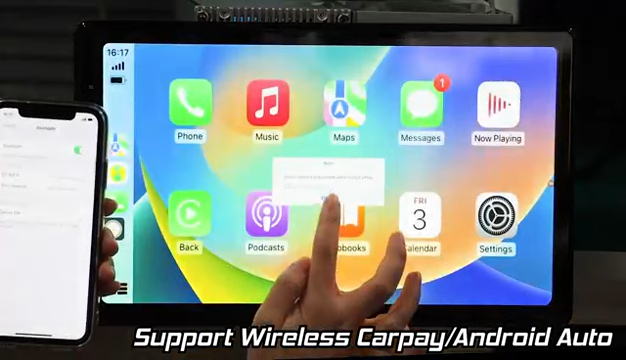 16:17
1
Phone
Music
Maps
Messages
Now Playing
Back
Podcasts
FRI
3
Calendar
Settings
Support Wireless Carpay/Android Auto